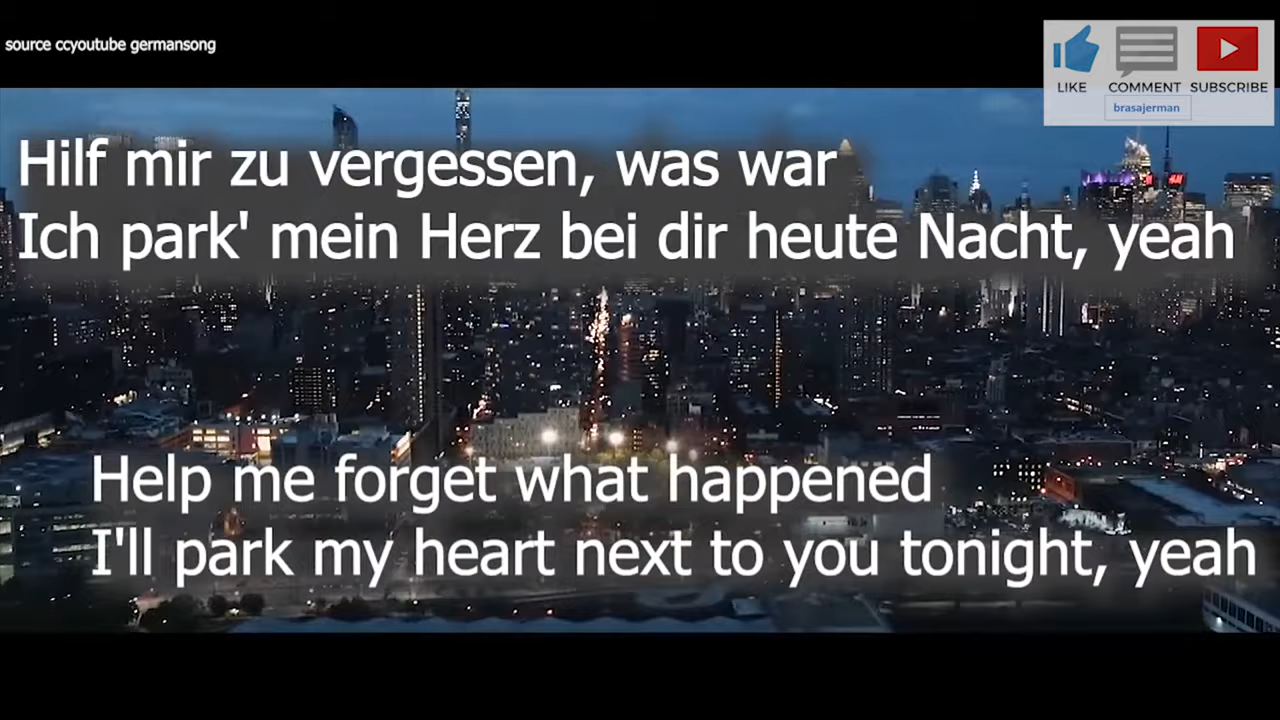 source ccyoutube germansong
LIKE COMMENT SUBSCRIBE
brasajerman
Hilf mir zu vergessen, was war
Ich park' mein Herz bei dir heute Nacht, yeah
Help me forget what happened
I'll park my heart next to you tonight, yeah